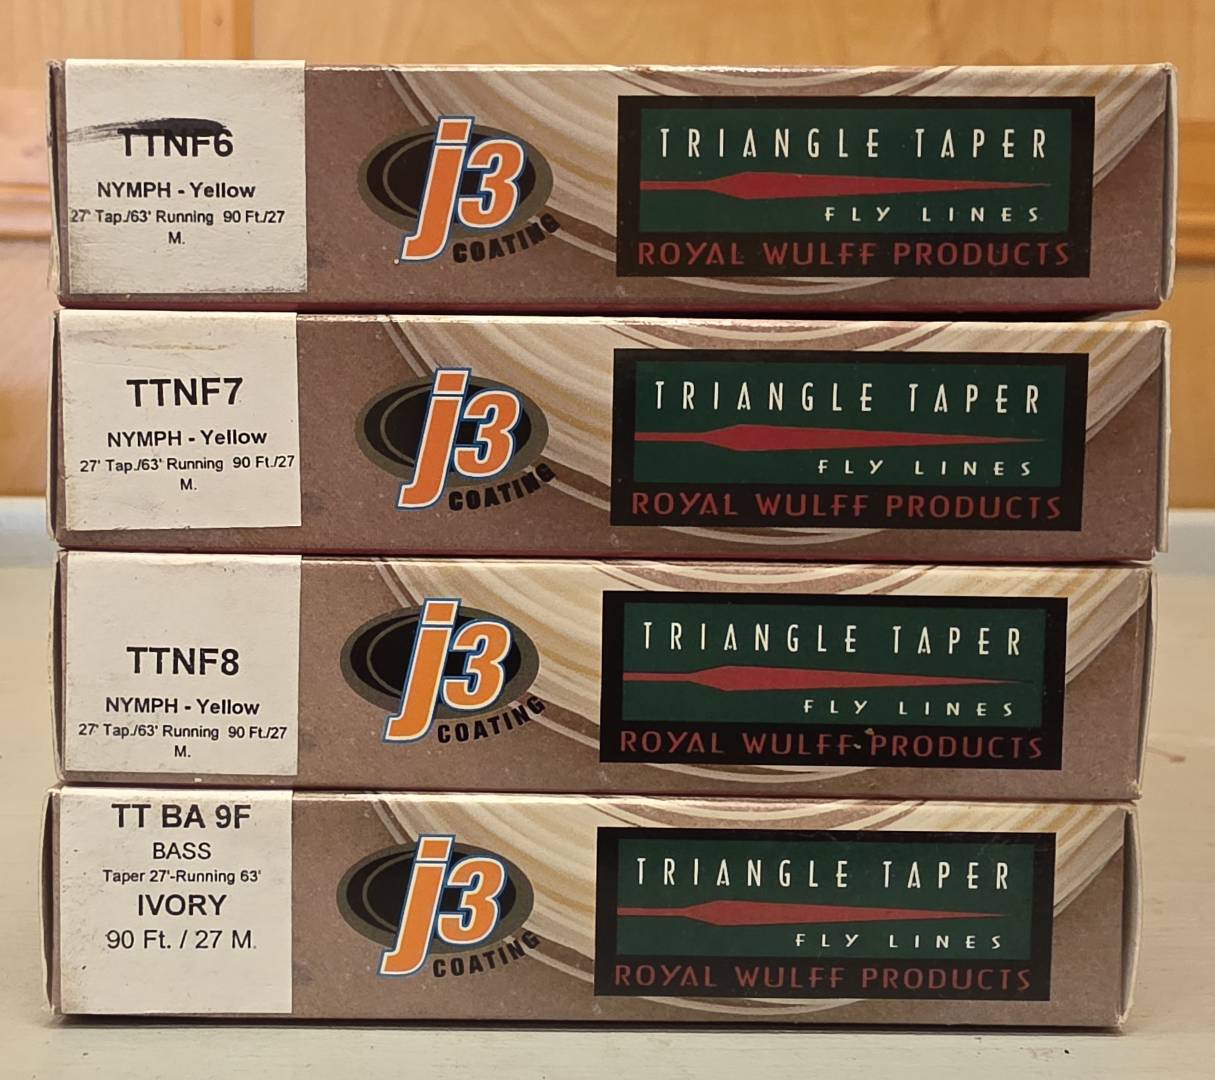 TTNF6
NYMPH - Yellow
27' Tap./63' Running 90 Ft./27
M.
j3
COATING
TRIANGLE TAPER
FLY LINES
ROYAL WULFF PRODUCTS
TTNF7
NYMPH - Yellow
27' Tap./63' Running 90 Ft./27
M.
j3
COATING
TRIANGLE TAPER
FLY LINES
ROYAL WULFF PRODUCTS
TTNF8
NYMPH - Yellow
27' Tap./63' Running 90 Ft./27
M.
j3
COATING
TRIANGLE TAPER
FLY LINES
ROYAL WULFF PRODUCTS
TT BA 9F
BASS
Taper 27'-Running 63'
IVORY
90 Ft. / 27 M.
j3
COATING
TRIANGLE TAPER
FLY LINES
ROYAL WULFF PRODUCTS